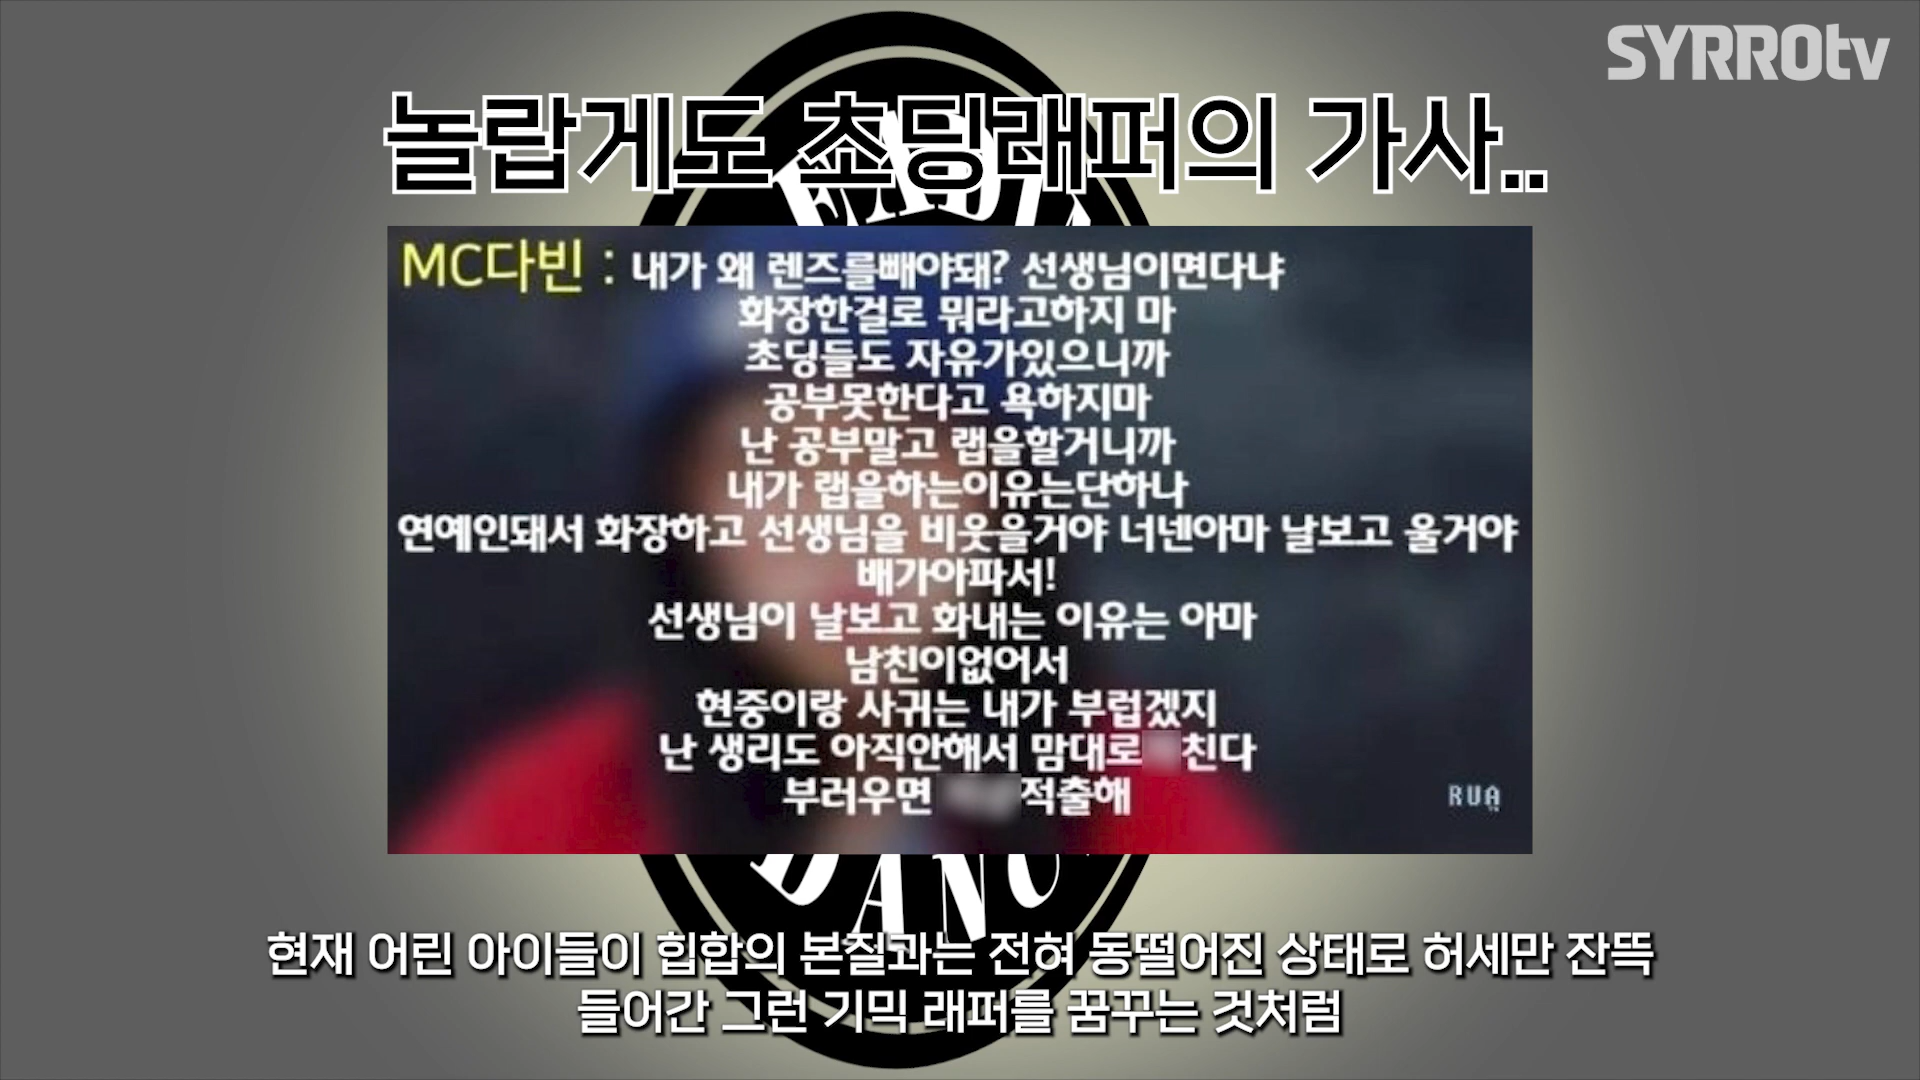 SYRROtv
놀랍게도 초딩래퍼의 가사..
MC다빈 : 내가 왜 렌즈를빼야돼? 선생님이면다냐
화장한걸로 뭐라고하지 마
초딩들도 자유가있으니까
공부못한다고 욕하지마
난 공부말고 랩을할거니까
내가 랩을하는이유는단하나
연예인돼서 화장하고 선생님을 비웃을거야 너넨아마 날보고 울거야
배가아파서!
선생님이 날보고 화내는 이유는 아마
남친이없어서
현중이랑 사귀는 내가 부럽겠지
난 생리도 아직안해서 맘대로 친다
부러우면 적출해
RUA
현재 어린 아이들이 힙합의 본질과는 전혀 동떨어진 상태로 허세만 잔뜩
들어간 그런 기믹 래퍼를 꿈꾸는 것처럼